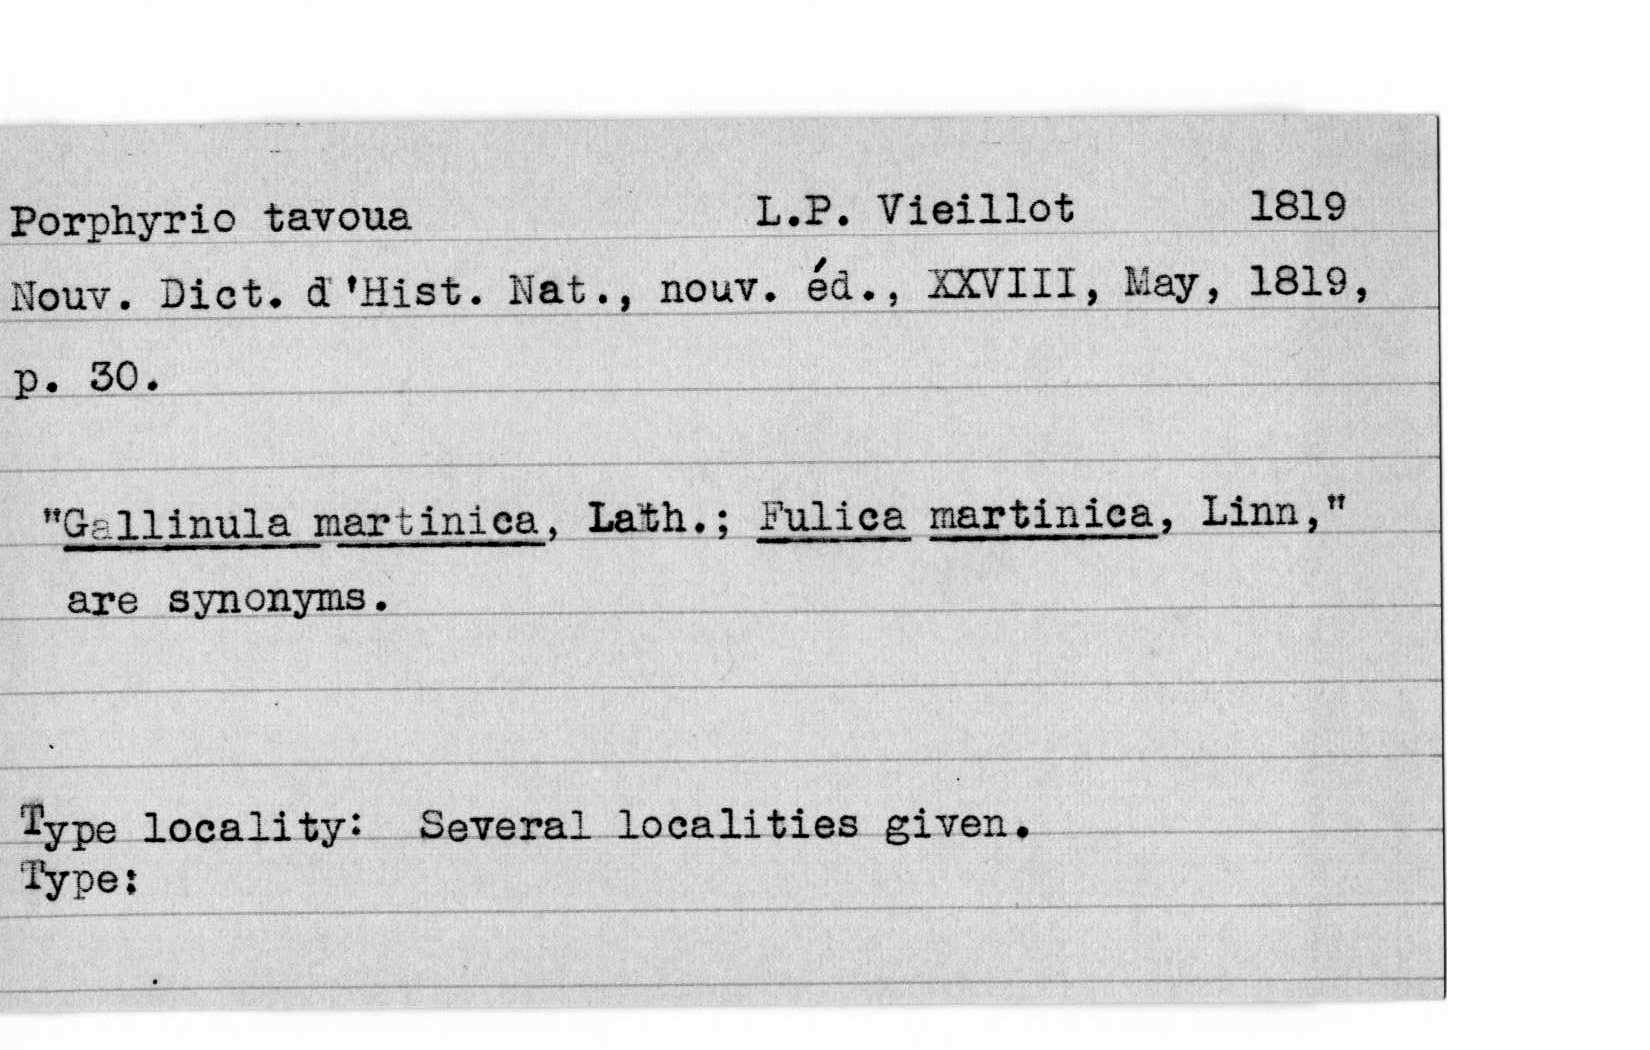 Porphyrio tavoua L.P. Vieillot 1819
Nouv. Dict. d'Hist. Nat., nouv. éd., XXVIII, May, 1819,
p. 30.
"Gallinula martinica, Lath.; Fulica martinica, Linn,"
are synonyms.
Type locality: Several localities given.
Type: